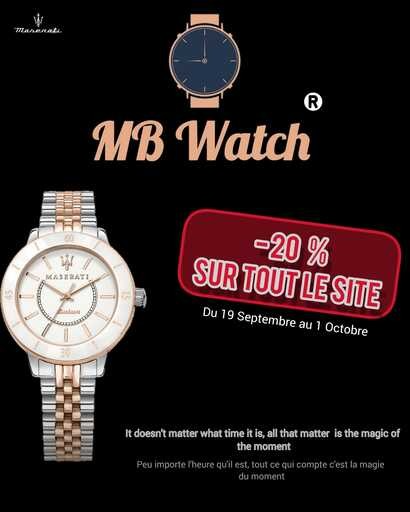 Maserati
®
MB Watch
MASERATI
-20 %
SUR TOUT LE SITE
Du 19 Septembre au 1 Octobre
It doesn't matter what time it is, all that matter is the magic of
the moment
Peu importe l'heure qu'il est, tout ce qui compte c'est la magie
du moment